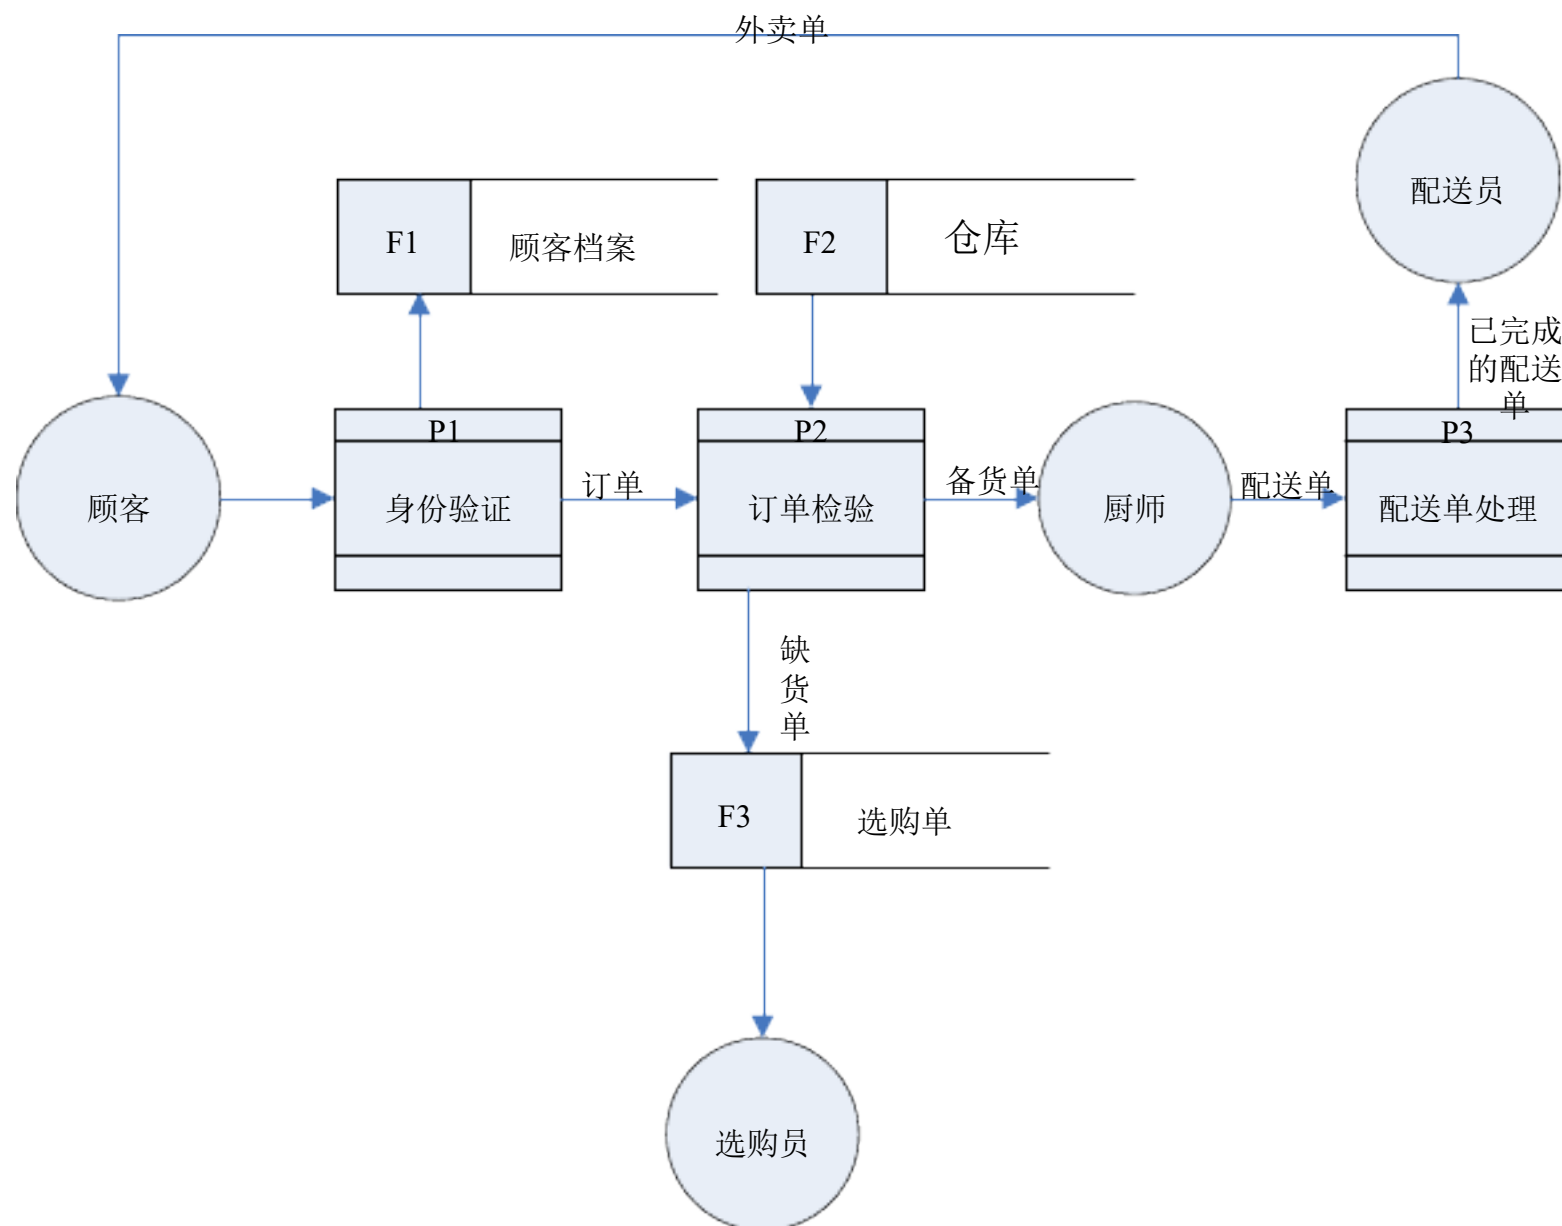 外卖单
配送员
F1
顾客档案
F2
仓库
已完成
的配送
单
P1
P2
P3
顾客
身份验证
订单
订单检验
备货单
厨师
配送单
配送单处理
缺
货
单
F3
选购单
选购员